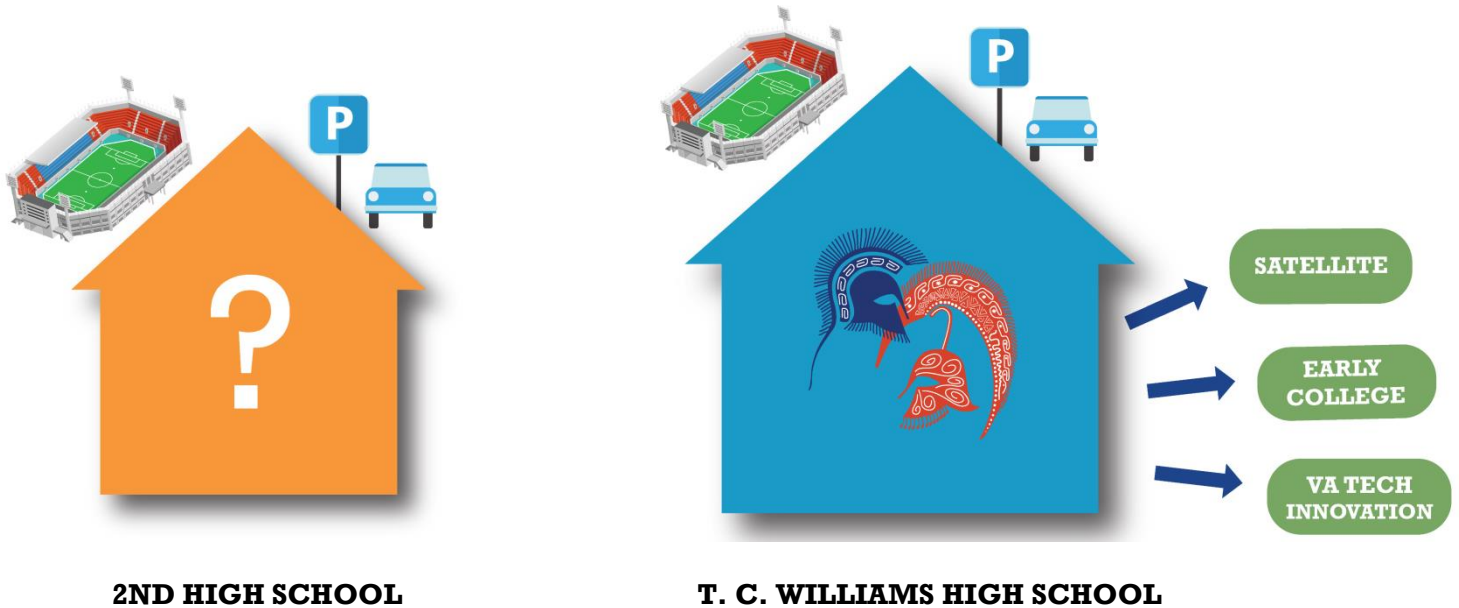 P
P
?
SATELLITE
EARLY
COLLEGE
VA TECH
INNOVATION
2ND HIGH SCHOOL
T. C. WILLIAMS HIGH SCHOOL